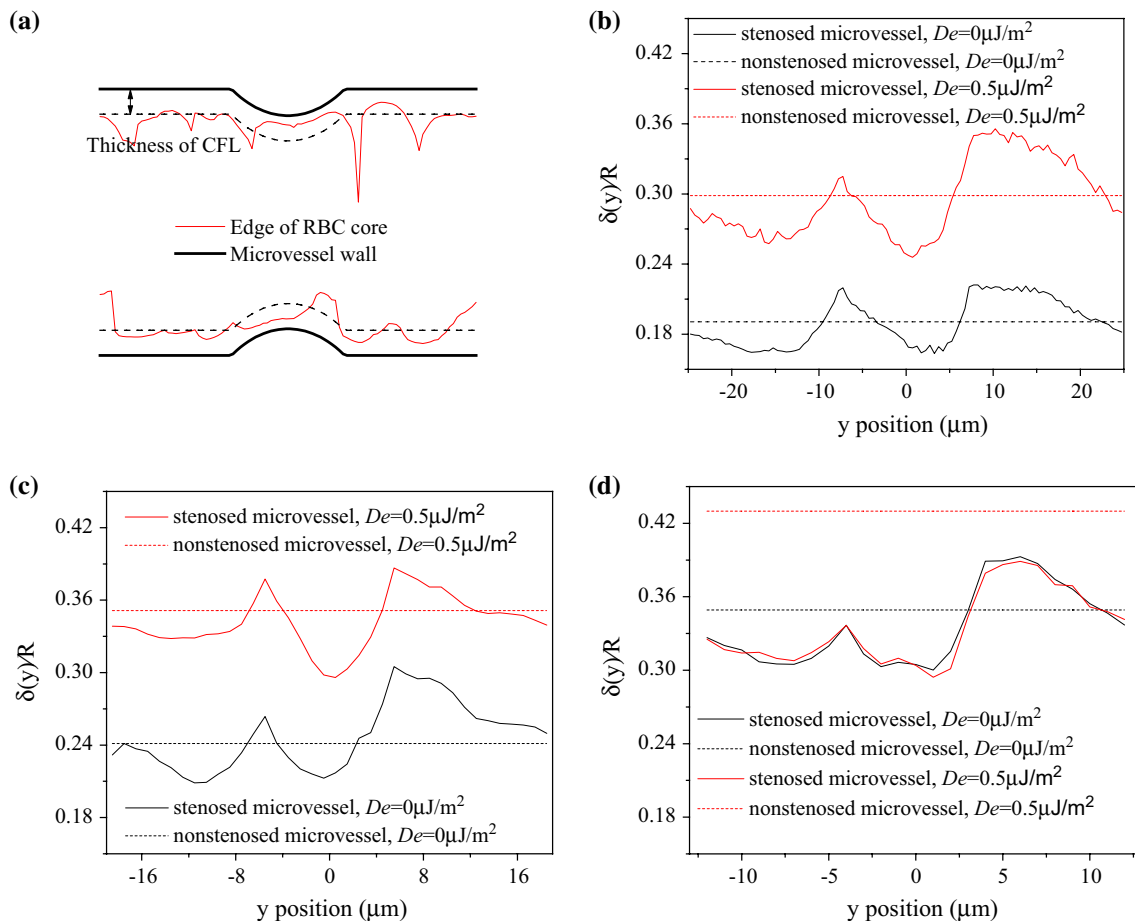 (a)
Thickness of CFL
Edge of RBC core
Microvessel wall
(b)
stenosed microvessel, De=0μJ/m²
nonstenosed microvessel, De=0μJ/m²
stenosed microvessel, De=0.5μJ/m²
nonstenosed microvessel, De=0.5μJ/m²
0.42
0.36
0.30
0.24
0.18
δ(y)/R
-20 -10 0 10 20
y position (μm)
(c)
stenosed microvessel, De=0.5μJ/m²
nonstenosed microvessel, De=0.5μJ/m²
0.42
0.36
0.30
0.24
0.18
δ(y)/R
stenosed microvessel, De=0μJ/m²
nonstenosed microvessel, De=0μJ/m²
-16 -8 0 8 16
y position (μm)
(d)
0.42
0.36
0.30
0.24
0.18
δ(y)/R
stenosed microvessel, De=0μJ/m²
nonstenosed microvessel, De=0μJ/m²
stenosed microvessel, De=0.5μJ/m²
nonstenosed microvessel, De=0.5μJ/m²
-10 -5 0 5 10
y position (μm)